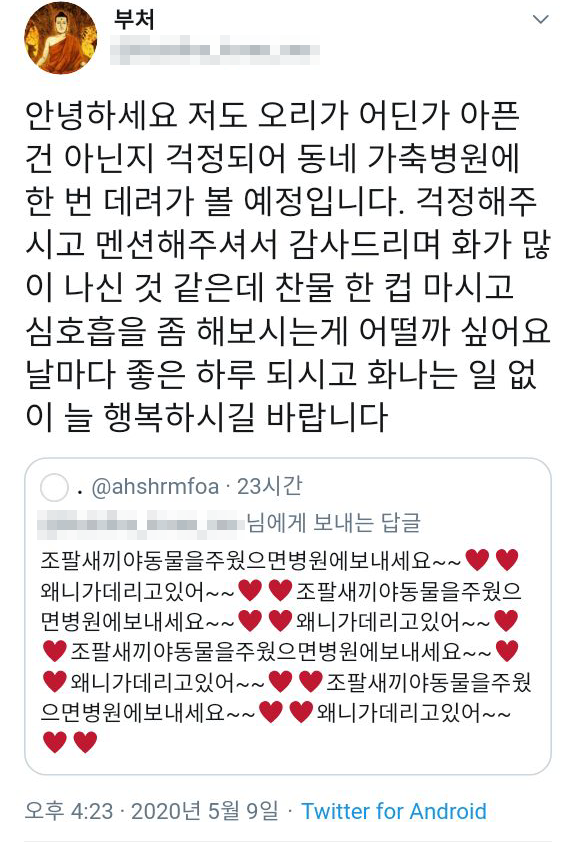 부처
안녕하세요 저도 오리가 어딘가 아픈
건 아닌지 걱정되어 동네 가축병원에
한 번 데려가 볼 예정입니다. 걱정해주
시고 멘션해주셔서 감사드리며 화가 많
이 나신 것 같은데 찬물 한 컵 마시고
심호흡을 좀 해보시는게 어떨까 싶어요
날마다 좋은 하루 되시고 화나는 일 없
이 늘 행복하시길 바랍니다
. @ahshrmfoa · 23시간
님에게 보내는 답글
조팔새끼야동물을주웠으면병원에보내세요~~♥♥
왜니가데리고있어~~♥♥조팔새끼야동물을주웠으
면병원에보내세요~~♥♥왜니가데리고있어~~♥
♥조팔새끼야동물을주웠으면병원에보내세요~~♥
♥왜니가데리고있어~~♥♥조팔새끼야동물을주웠
으면병원에보내세요~~♥♥왜니가데리고있어~~
♥♥
오후 4:23 · 2020년 5월 9일 · Twitter for Android